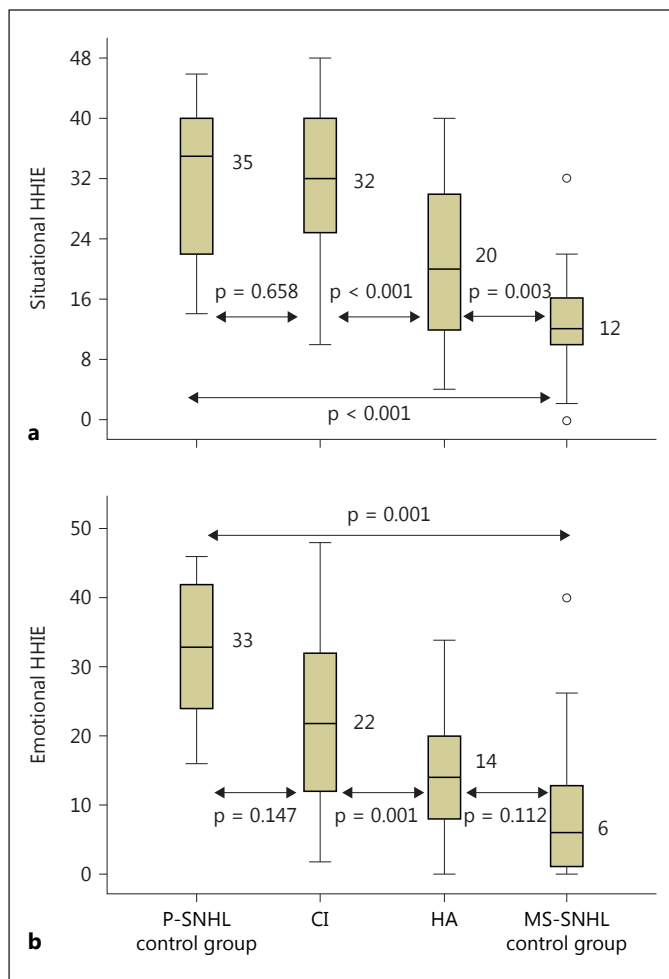 48
40
32
24
16
8
0
Situational HHIE
35
32
20
12
p = 0.658
p < 0.001
p = 0.003
p < 0.001
a
50
40
30
20
10
0
Emotional HHIE
p = 0.001
33
22
14
6
p = 0.147
p = 0.001
p = 0.112
P-SNHL
control group
CI
HA
MS-SNHL
control group
b